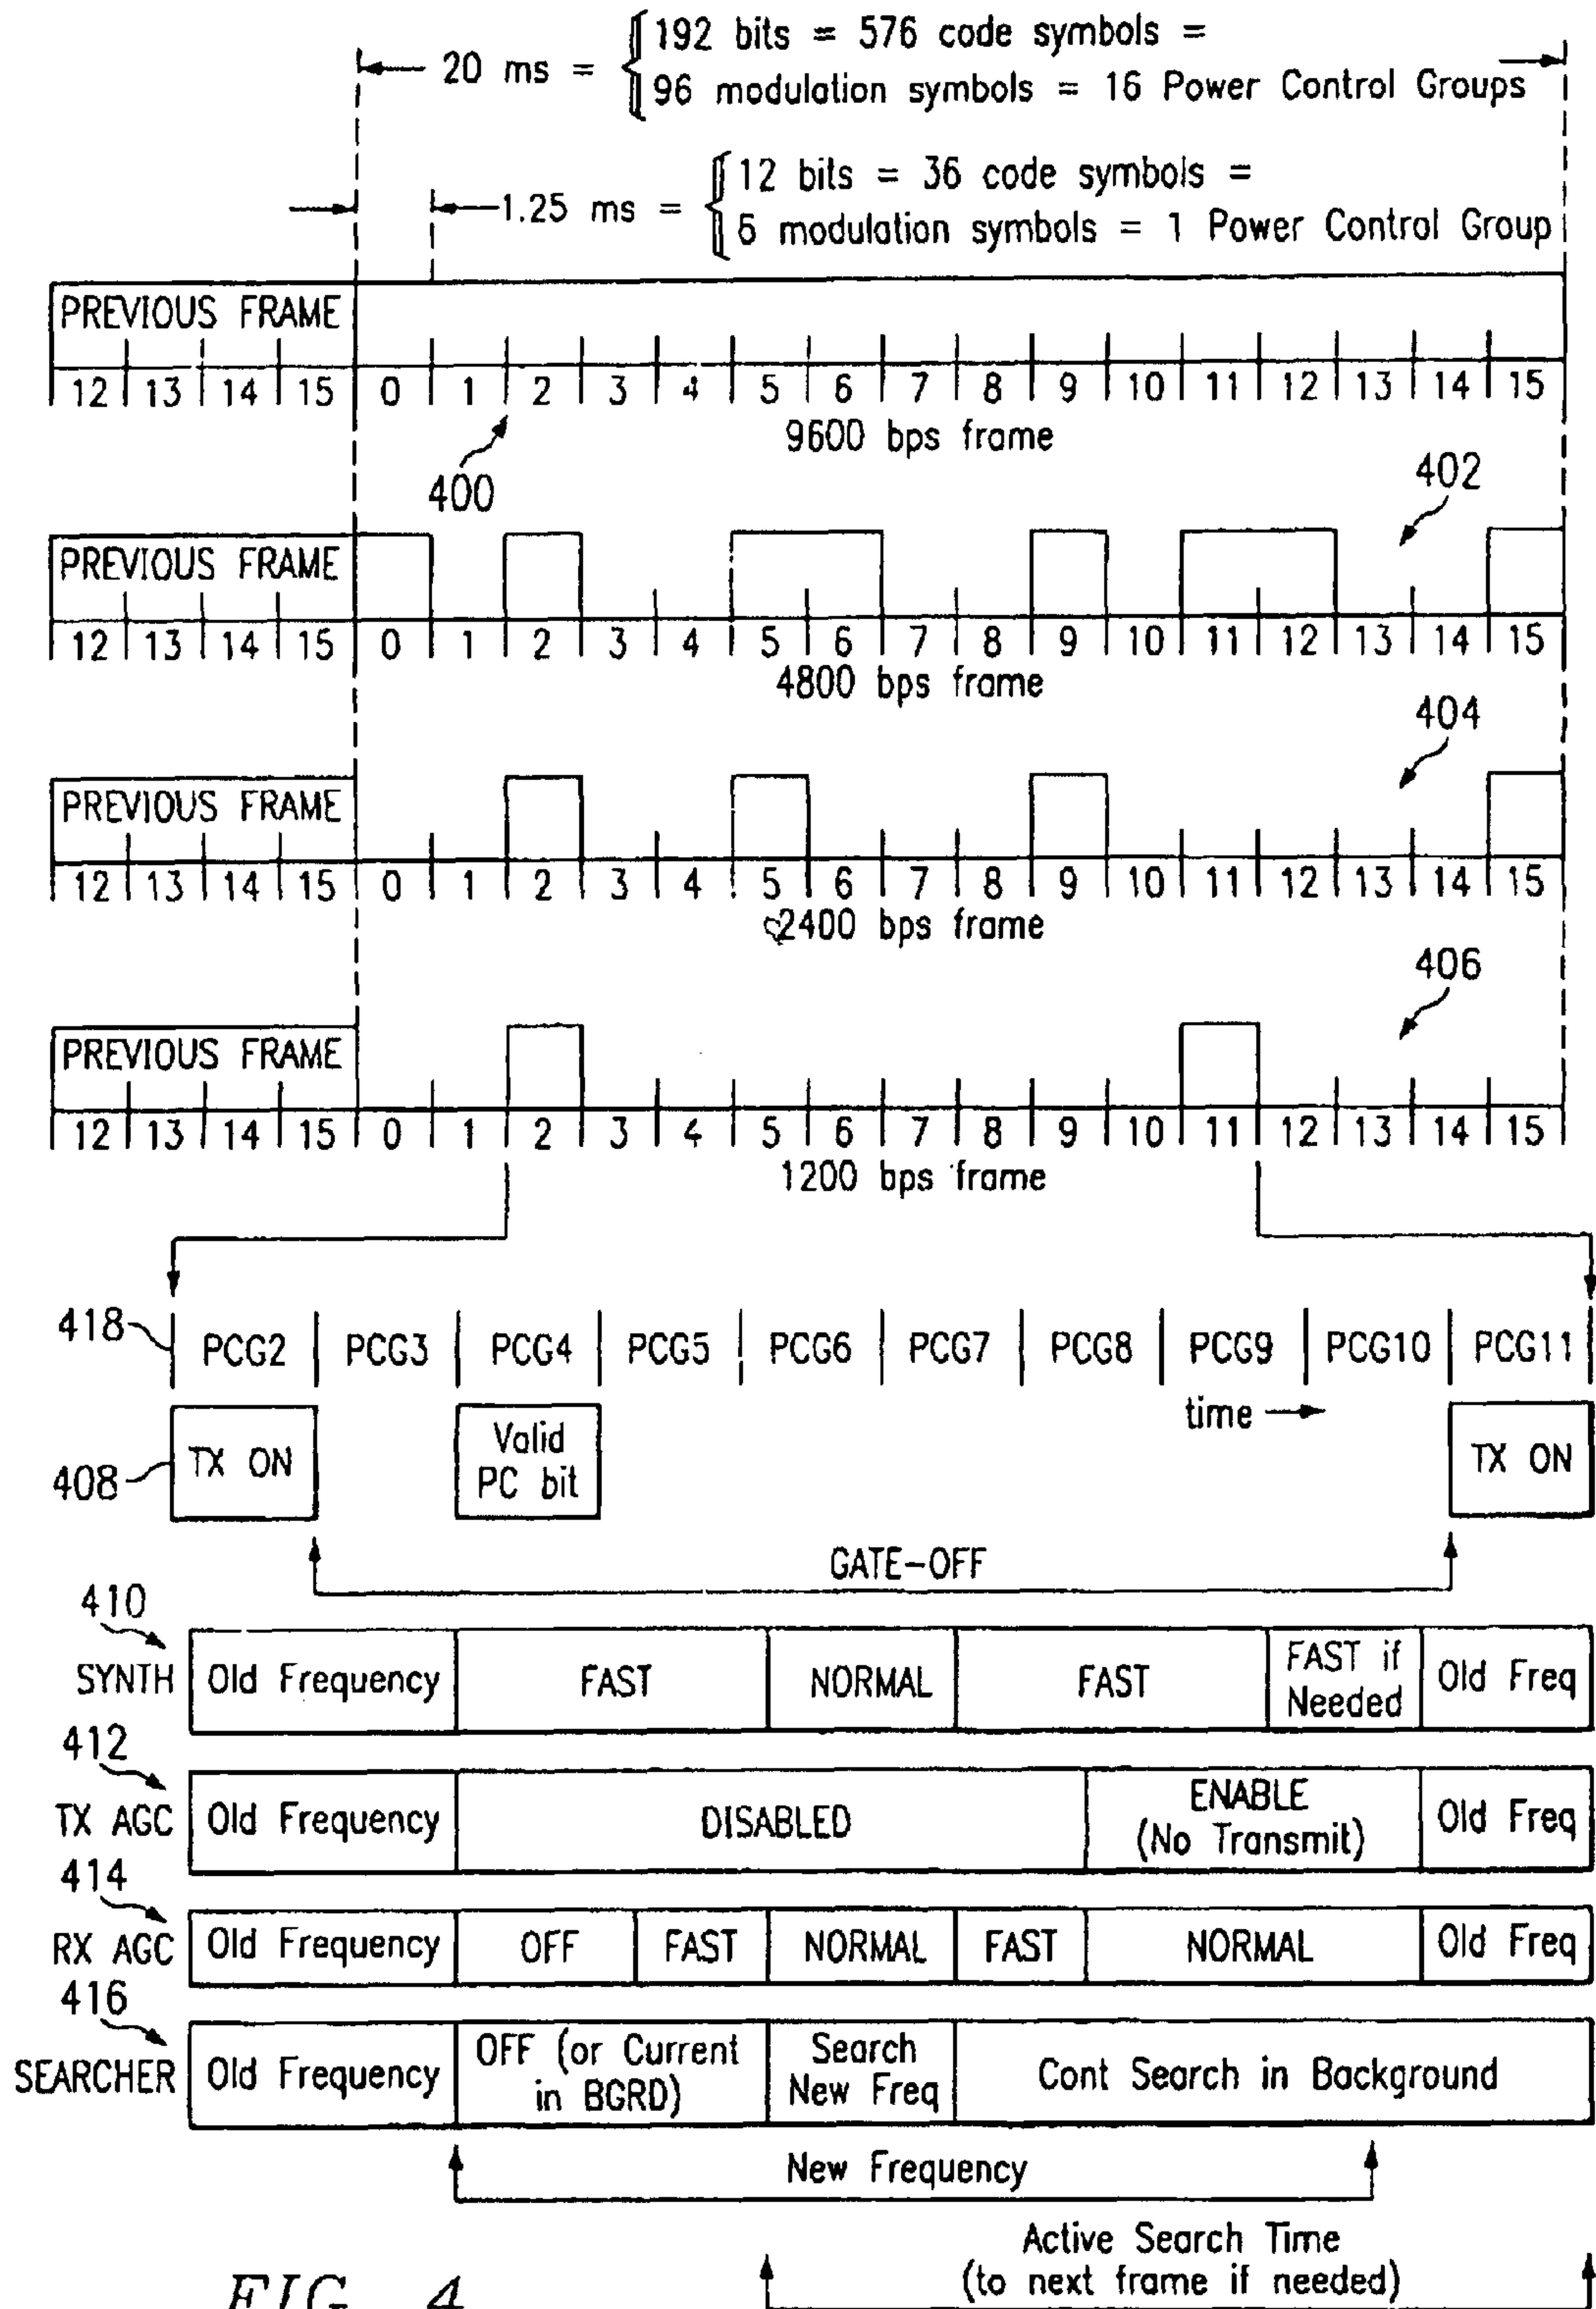 20 ms = { 192 bits = 576 code symbols =
96 modulation symbols = 16 Power Control Groups
1.25 ms = { 12 bits = 36 code symbols =
6 modulation symbols = 1 Power Control Group
PREVIOUS FRAME
12 13 14 15 0 1 2 3 4 5 6 7 8 9 10 11 12 13 14 15
9600 bps frame
400
402
PREVIOUS FRAME
12 13 14 15 0 1 2 3 4 5 6 7 8 9 10 11 12 13 14 15
4800 bps frame
404
PREVIOUS FRAME
12 13 14 15 0 1 2 3 4 5 6 7 8 9 10 11 12 13 14 15
2400 bps frame
406
PREVIOUS FRAME
12 13 14 15 0 1 2 3 4 5 6 7 8 9 10 11 12 13 14 15
1200 bps frame
418 PCG2 PCG3 PCG4 PCG5 PCG6 PCG7 PCG8 PCG9 PCG10 PCG11
time
408 TX ON
Valid
PC bit
TX ON
GATE-OFF
410
SYNTH Old Frequency FAST NORMAL FAST FAST if
Needed Old Freq
412
TX AGC Old Frequency DISABLED ENABLE
(No Transmit) Old Freq
414
RX AGC Old Frequency OFF FAST NORMAL FAST NORMAL Old Freq
416
SEARCHER Old Frequency OFF (or Current
in BGRD) Search
New Freq Cont Search in Background
New Frequency
Active Search Time
(to next frame if needed)
FIG. 4